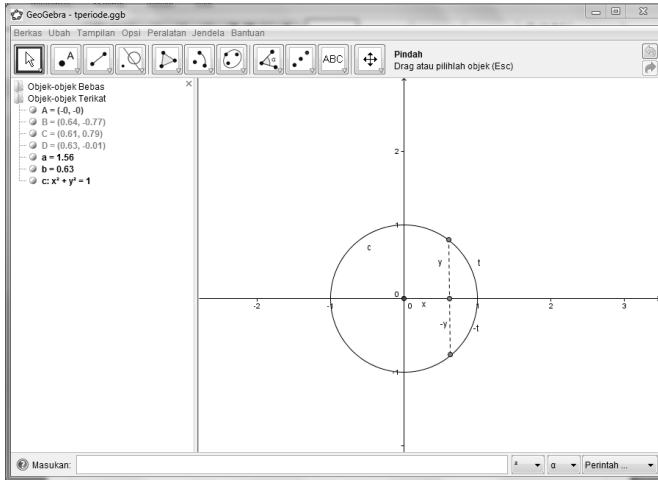 GeoGebra - tperiode.ggb
Berkas Ubah Tampilan Opsi Peralatan Jendela Bantuan
A
α
ABC
Pindah
Drag atau pilihlah objek (Esc)
Objek-objek Bebas
Objek-objek Terikat
A = (-0, -0)
B = (0.64, -0.77)
C = (0.61, 0.79)
D = (0.63, -0.01)
a = 1.56
b = 0.63
c: x² + y² = 1
2
1
c
y
t
0
-2
-1
0
x
1
2
3
-y
-t
-1
Masukan:
²
α
Perintah ...